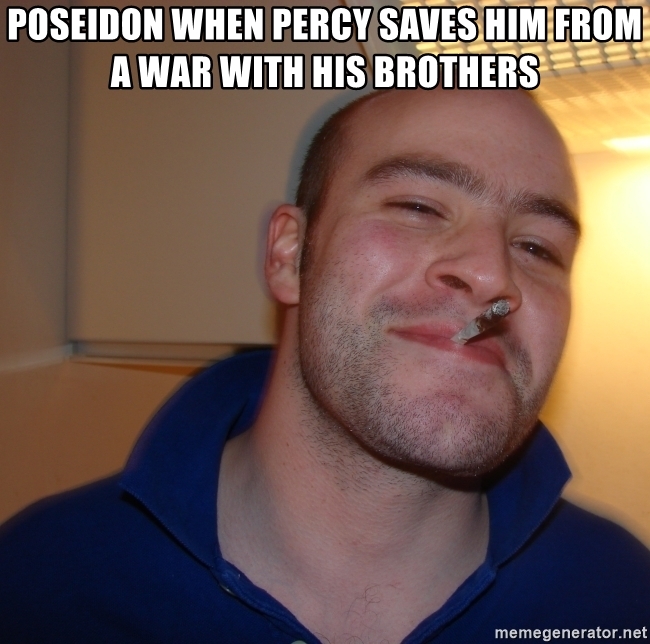 POSEIDON WHEN PERCY SAVES HIM FROM
A WAR WITH HIS BROTHERS
memegenerator.net